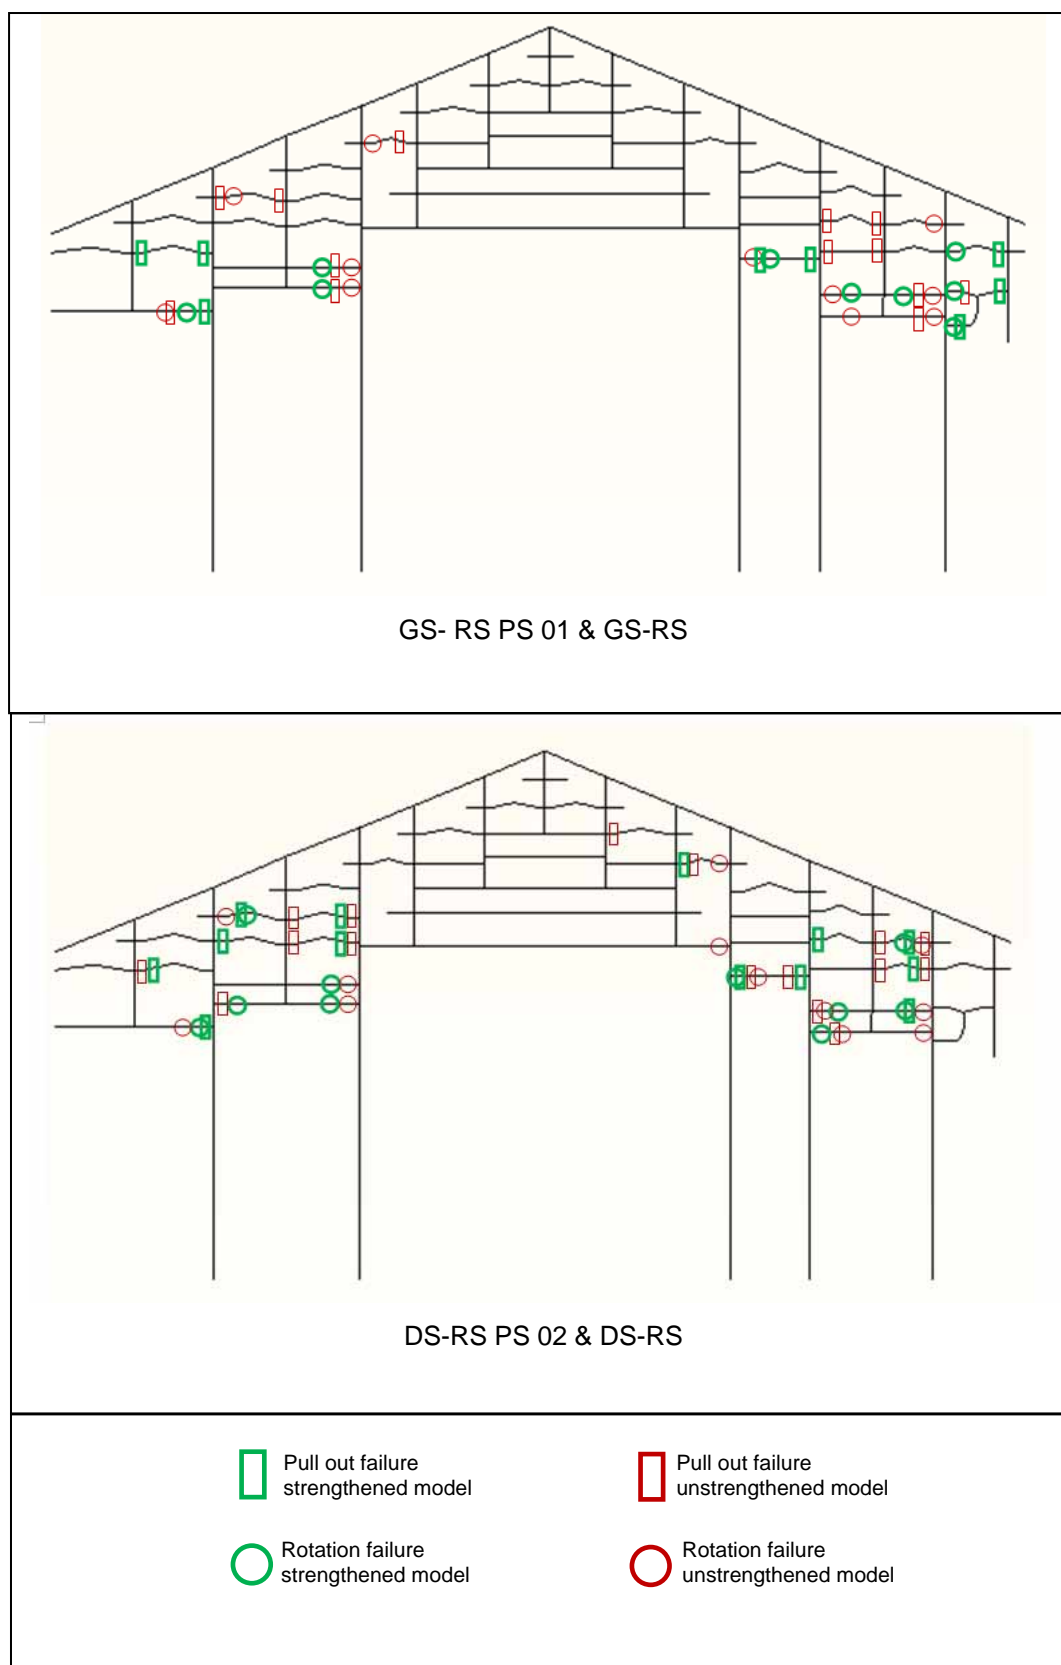 GS- RS PS 01 & GS-RS
DS-RS PS 02 & DS-RS
Pull out failure
strengthened model
Pull out failure
unstrengthened model
Rotation failure
strengthened model
Rotation failure
unstrengthened model